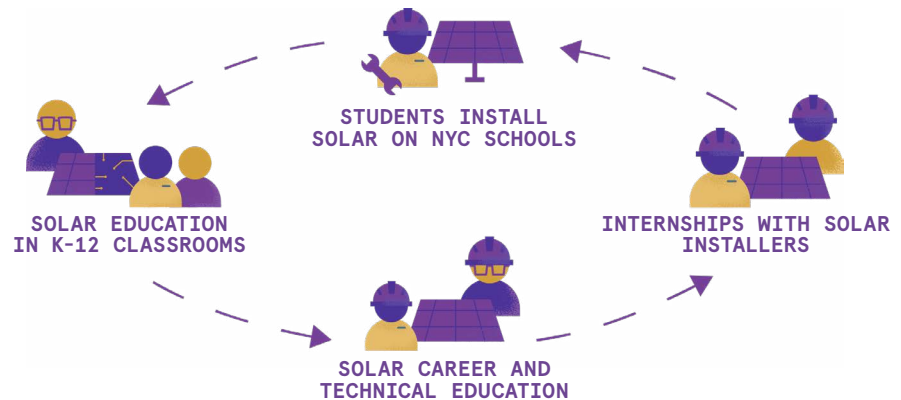 STUDENTS INSTALL
SOLAR ON NYC SCHOOLS
SOLAR EDUCATION
IN K-12 CLASSROOMS
INTERNSHIPS WITH SOLAR
INSTALLERS
SOLAR CAREER AND
TECHNICAL EDUCATION